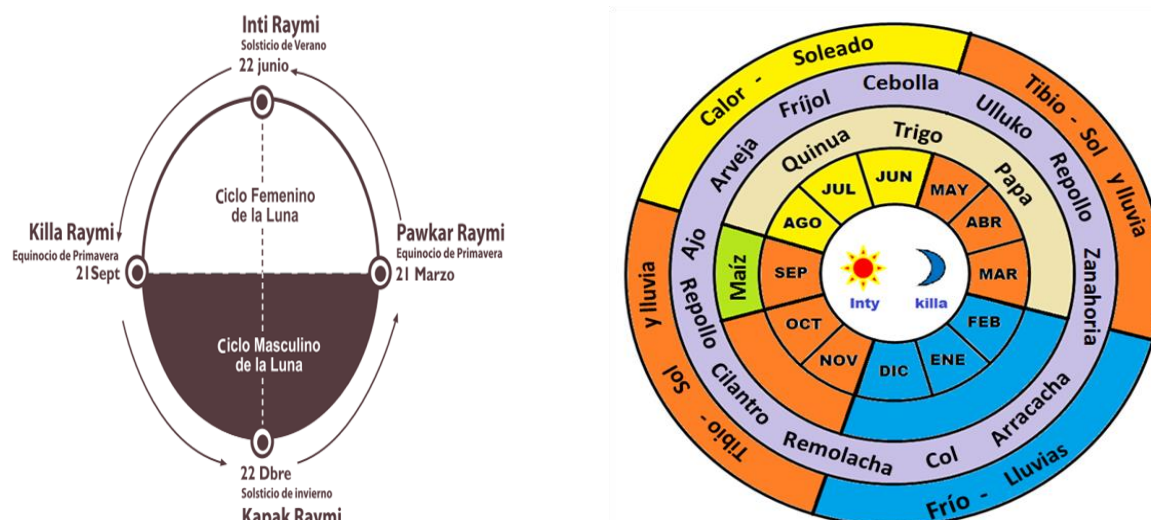 Inti Raymi
Solsticio de Verano
22 junio
Ciclo Femenino
de la Luna
Killa Raymi
Equinocio de Primavera
21Sept
Pawkar Raymi
Equinocio de Primavera
21 Marzo
Ciclo Masculino
de la Luna
22 Dbre
Solsticio de invierno
Kapak Raymi
Calor - Soleado
Tibio - Sol y lluvia
Frío - Lluvias
Tibio - Sol y lluvia
Cebolla
Ulluko
Repollo
Zanahoria
Arracacha
Col
Remolacha
Cilantro
Repollo
Ajo
Arveja
Fríjol
Quinua
Trigo
Papa
Maíz
JUN
MAY
ABR
MAR
FEB
ENE
DIC
NOV
OCT
SEP
AGO
JUL
Inty
killa